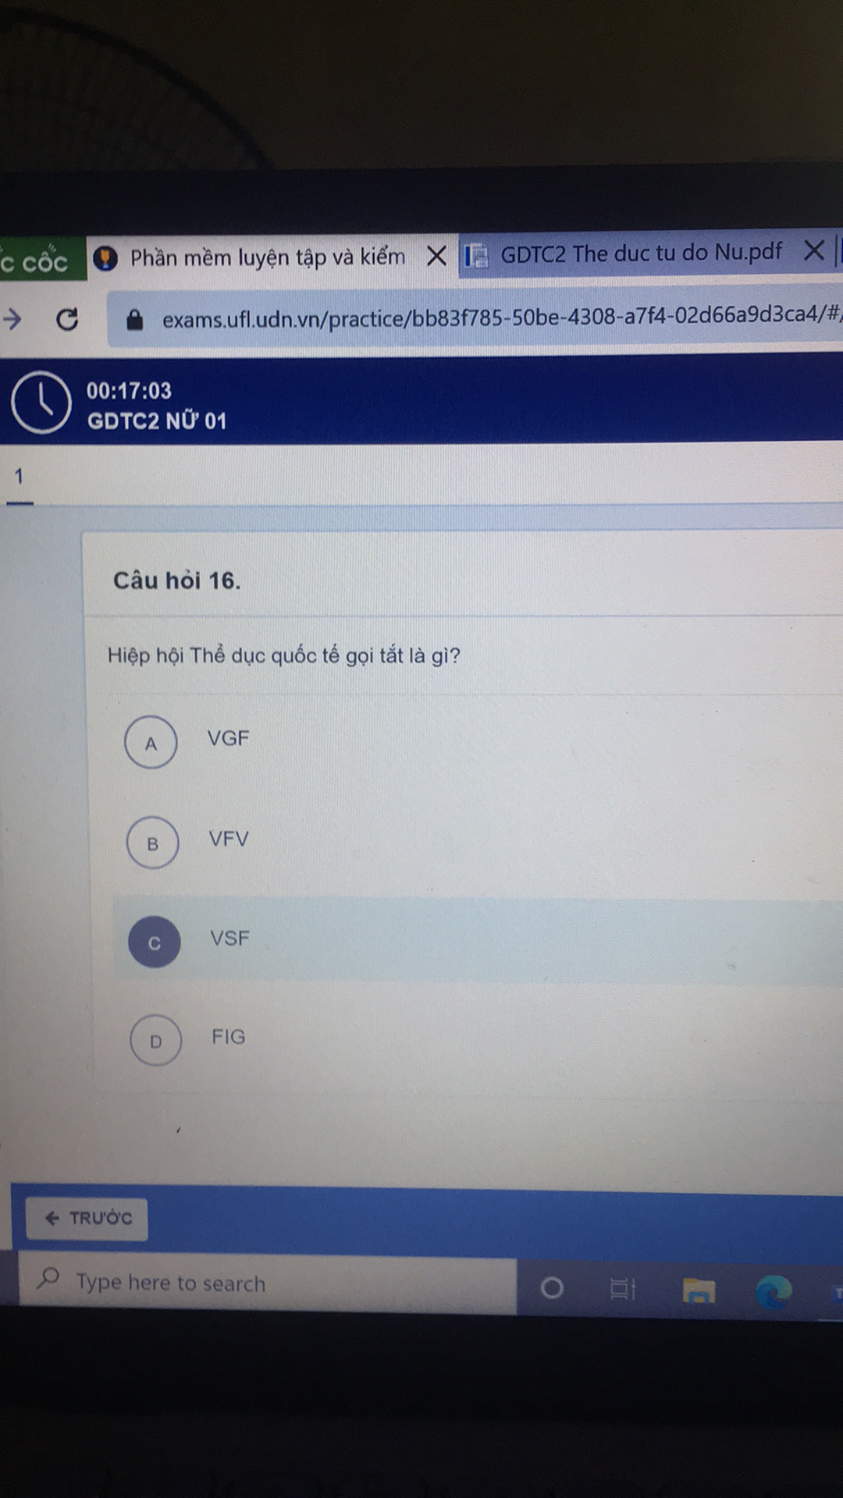 c cốc
Phần mềm luyện tập và kiểm
GDTC2 The duc tu do Nu.pdf
exams.ufl.udn.vn/practice/bb83f785-50be-4308-a7f4-02d66a9d3ca4/#/
00:17:03
GDTC2 NỮ 01
1
Câu hỏi 16.
Hiệp hội Thể dục quốc tế gọi tắt là gì?
A VGF
B VFV
C VSF
D FIG
← TRƯỚC
Type here to search